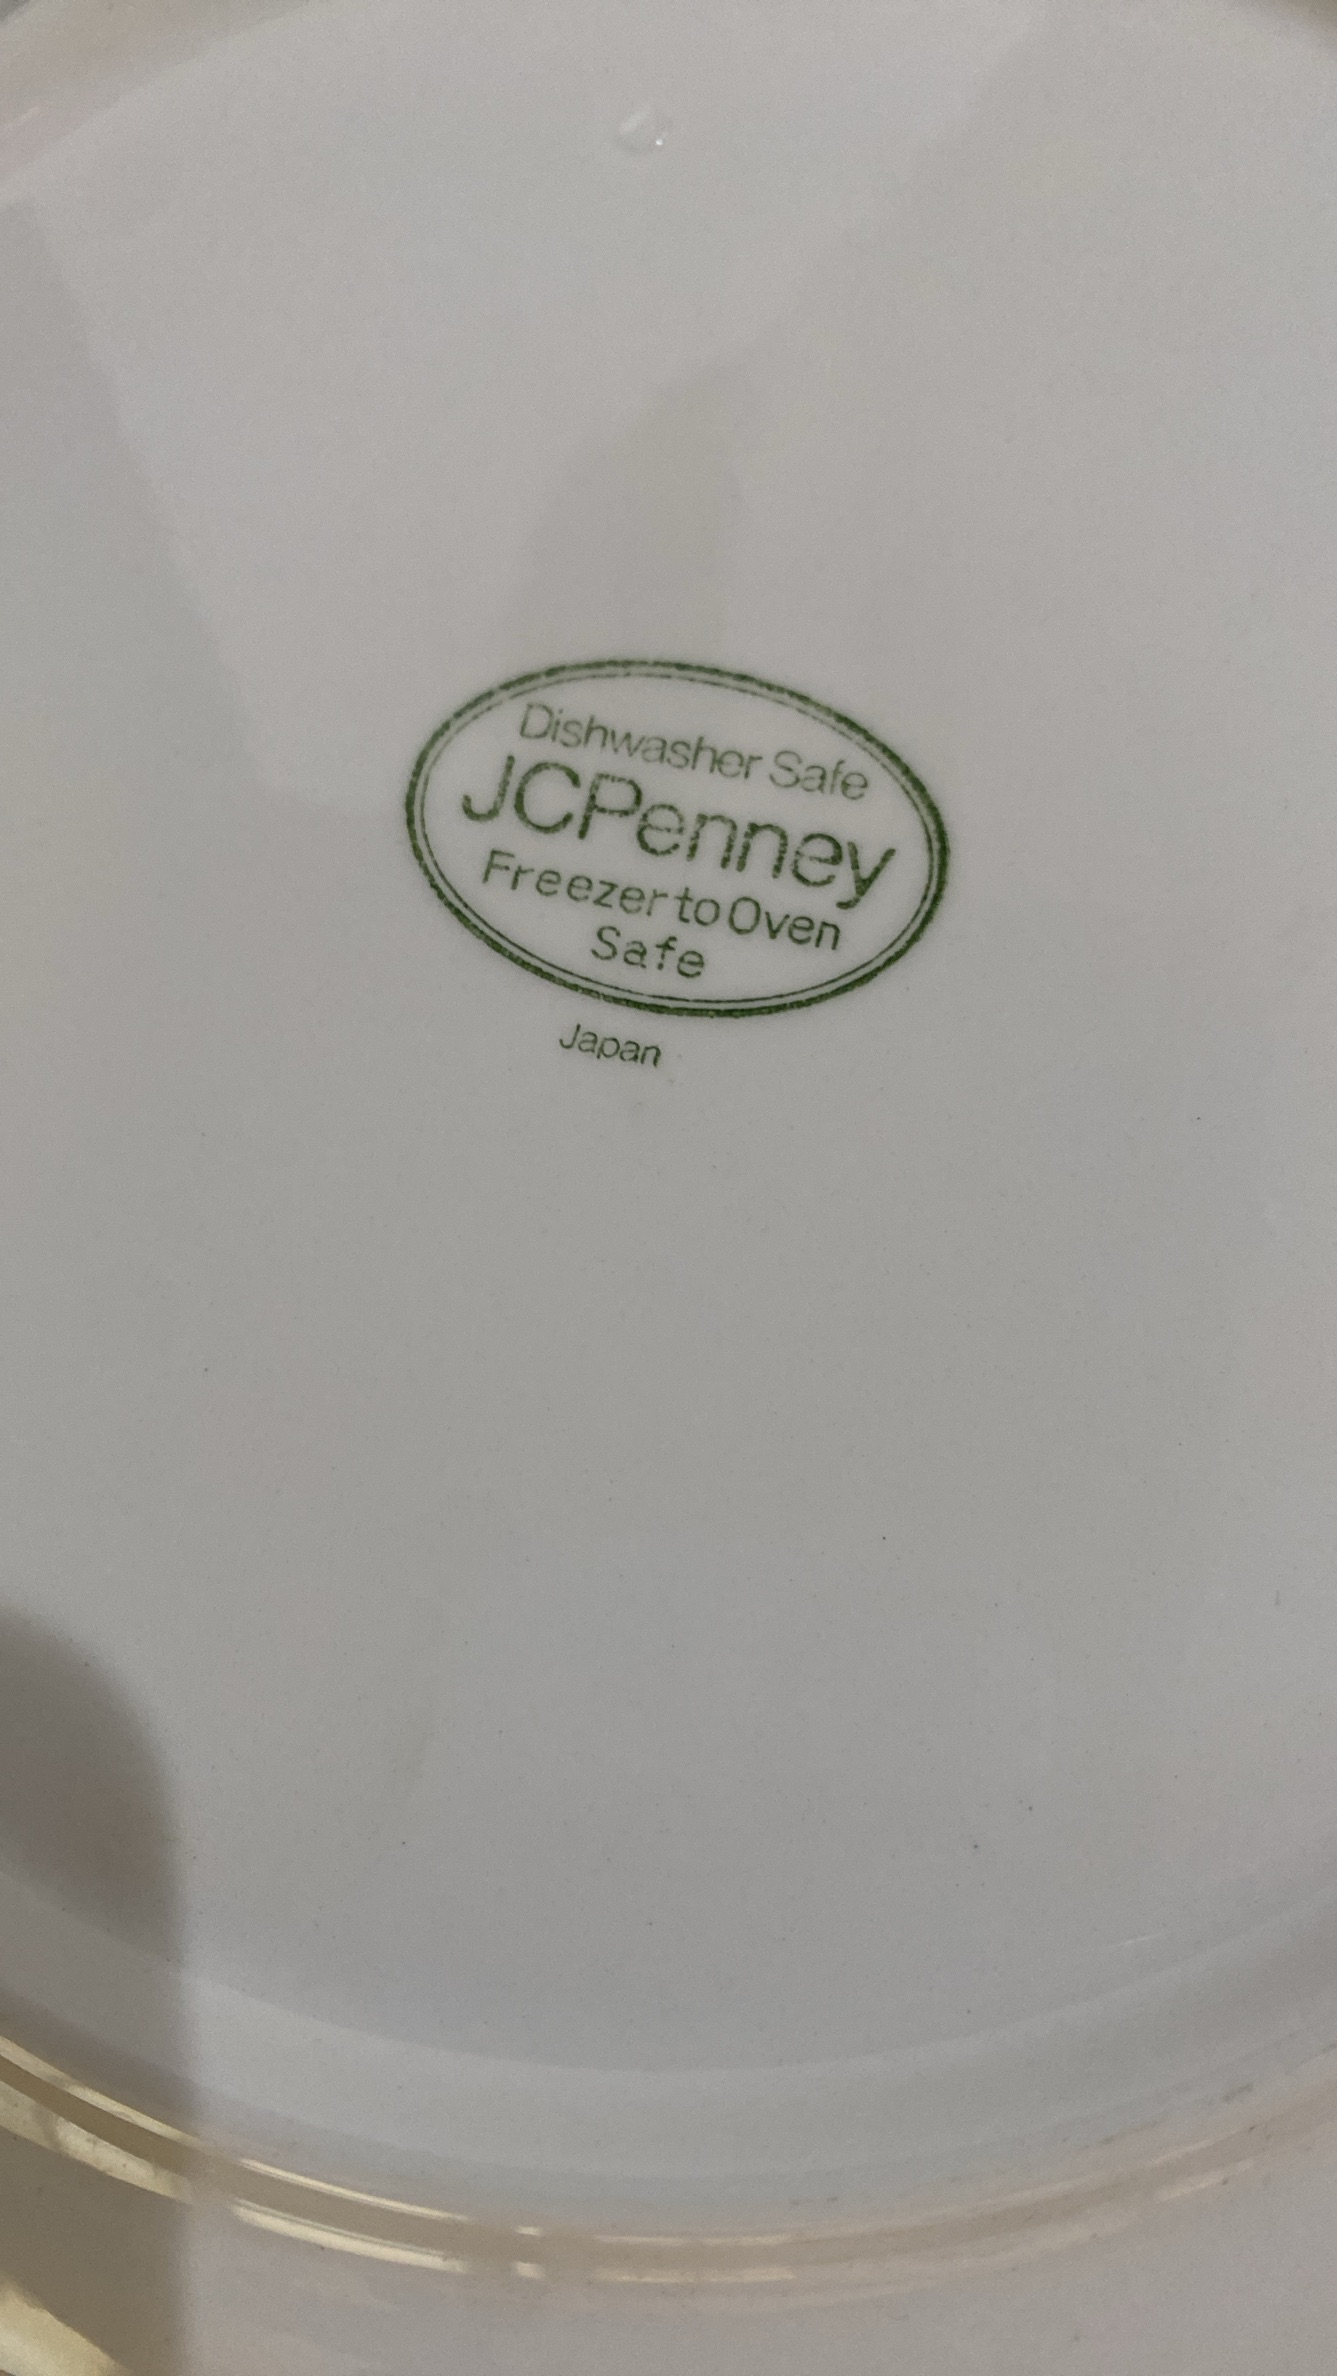 Dishwasher Safe
JCPenney
Freezer to Oven
Safe
Japan